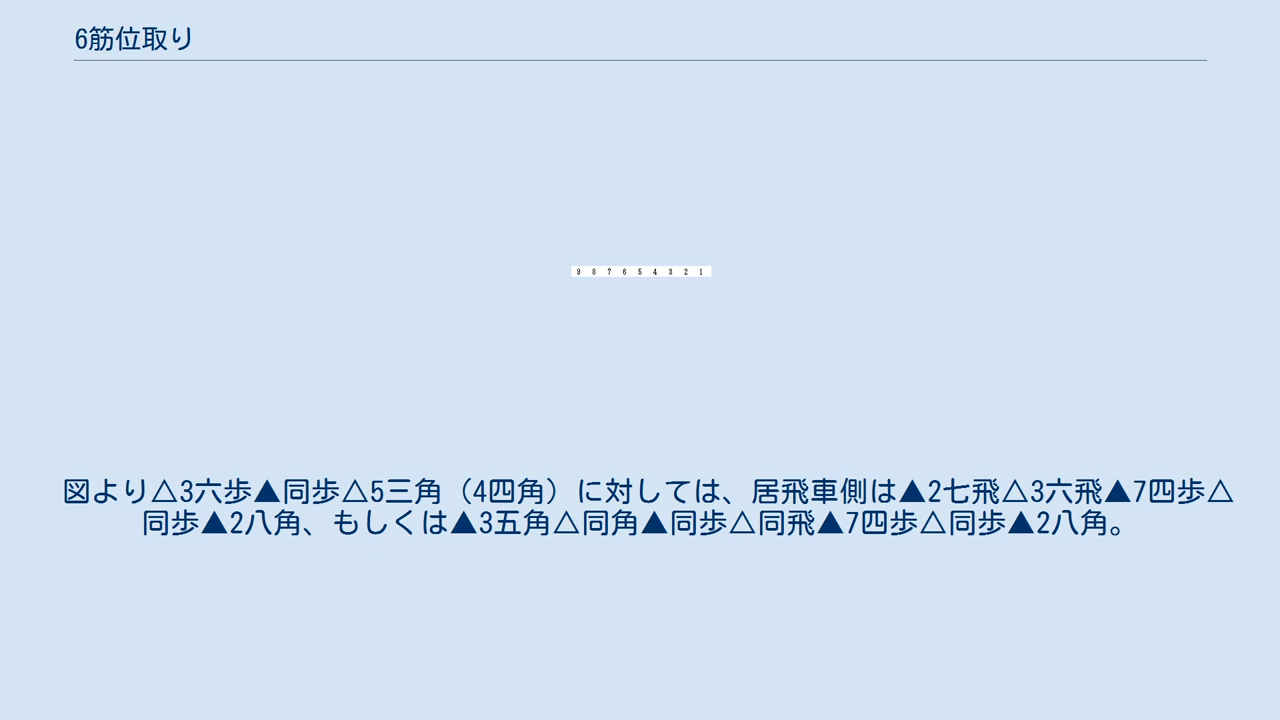 6筋位取り
9 8 7 6 5 4 3 2 1
図より△3六歩▲同歩△5三角（4四角）に対しては、居飛車側は▲2七飛△3六飛▲7四歩△
同歩▲2八角、もしくは▲3五角△同角▲同歩△同飛▲7四歩△同歩▲2八角。